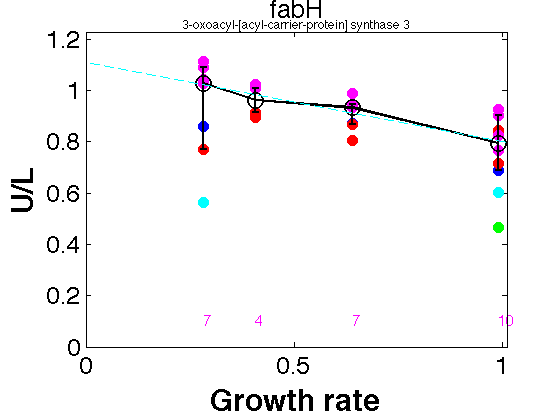 fabH
3-oxoacyl-[acyl-carrier-protein] synthase 3
1.2
1
0.8
0.6
0.4
0.2
0
U/L
7 4 7 10
0 0.5 1
Growth rate